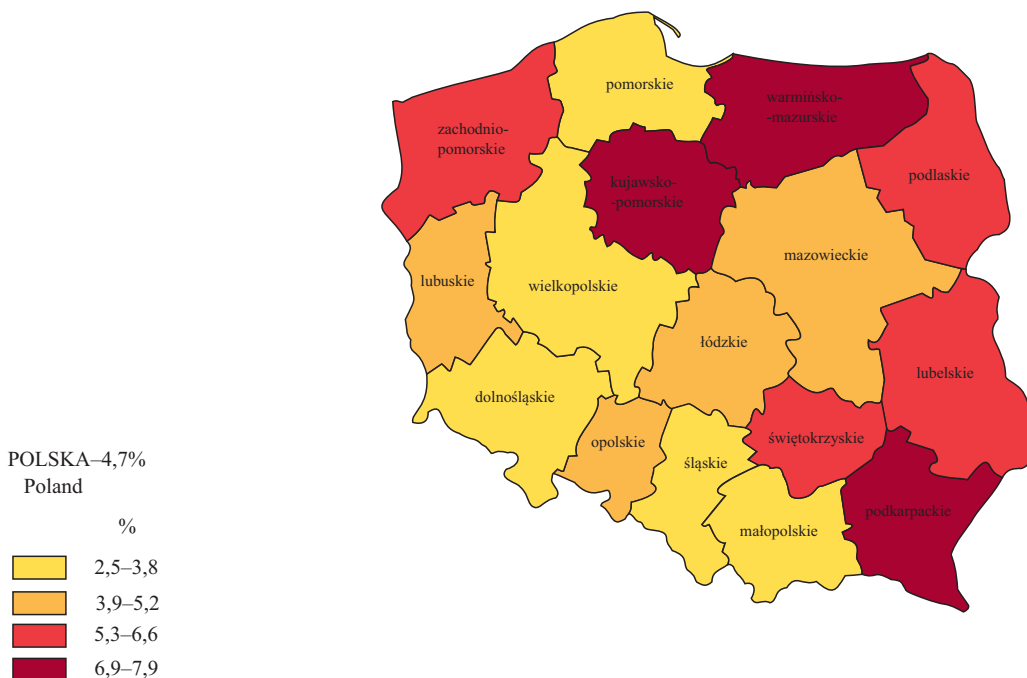 pomorskie
warmińsko-
-mazurskie
zachodnio-
pomorskie
podlaskie
kujawsko-
-pomorskie
mazowieckie
lubuskie
wielkopolskie
łódzkie
lubelskie
dolnośląskie
świętokrzyskie
opolskie
śląskie
podkarpackie
małopolskie
POLSKA–4,7%
Poland
%
2,5–3,8
3,9–5,2
5,3–6,6
6,9–7,9